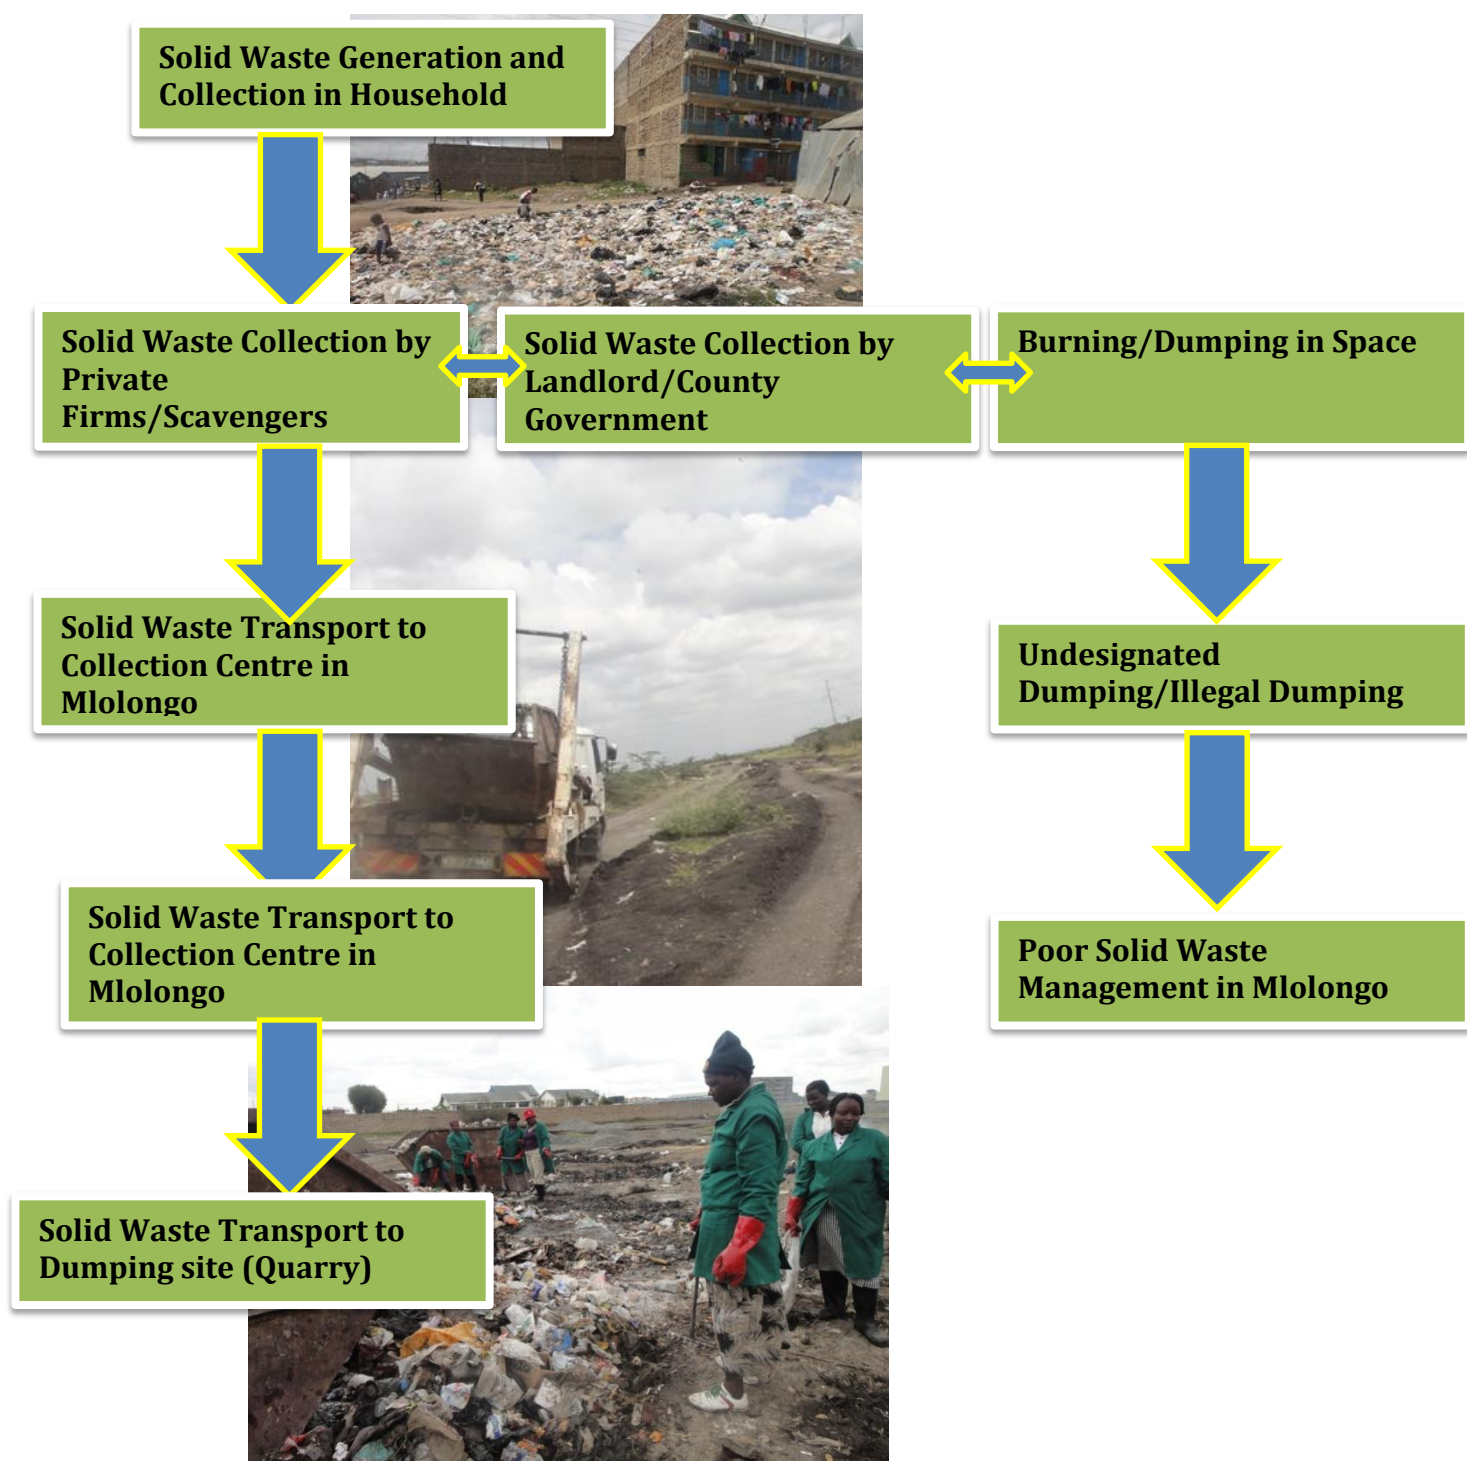 Solid Waste Generation and
Collection in Household
Solid Waste Collection by
Private
Firms/Scavengers
Solid Waste Collection by
Landlord/County
Government
Burning/Dumping in Space
Solid Waste Transport to
Collection Centre in
Mlolongo
Undesignated
Dumping/Illegal Dumping
Solid Waste Transport to
Collection Centre in
Mlolongo
Poor Solid Waste
Management in Mlolongo
Solid Waste Transport to
Dumping site (Quarry)